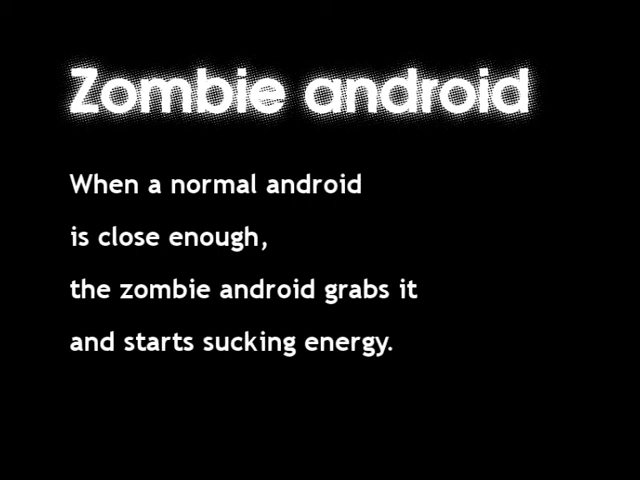 Zombie android
When a normal android
is close enough,
the zombie android grabs it
and starts sucking energy.